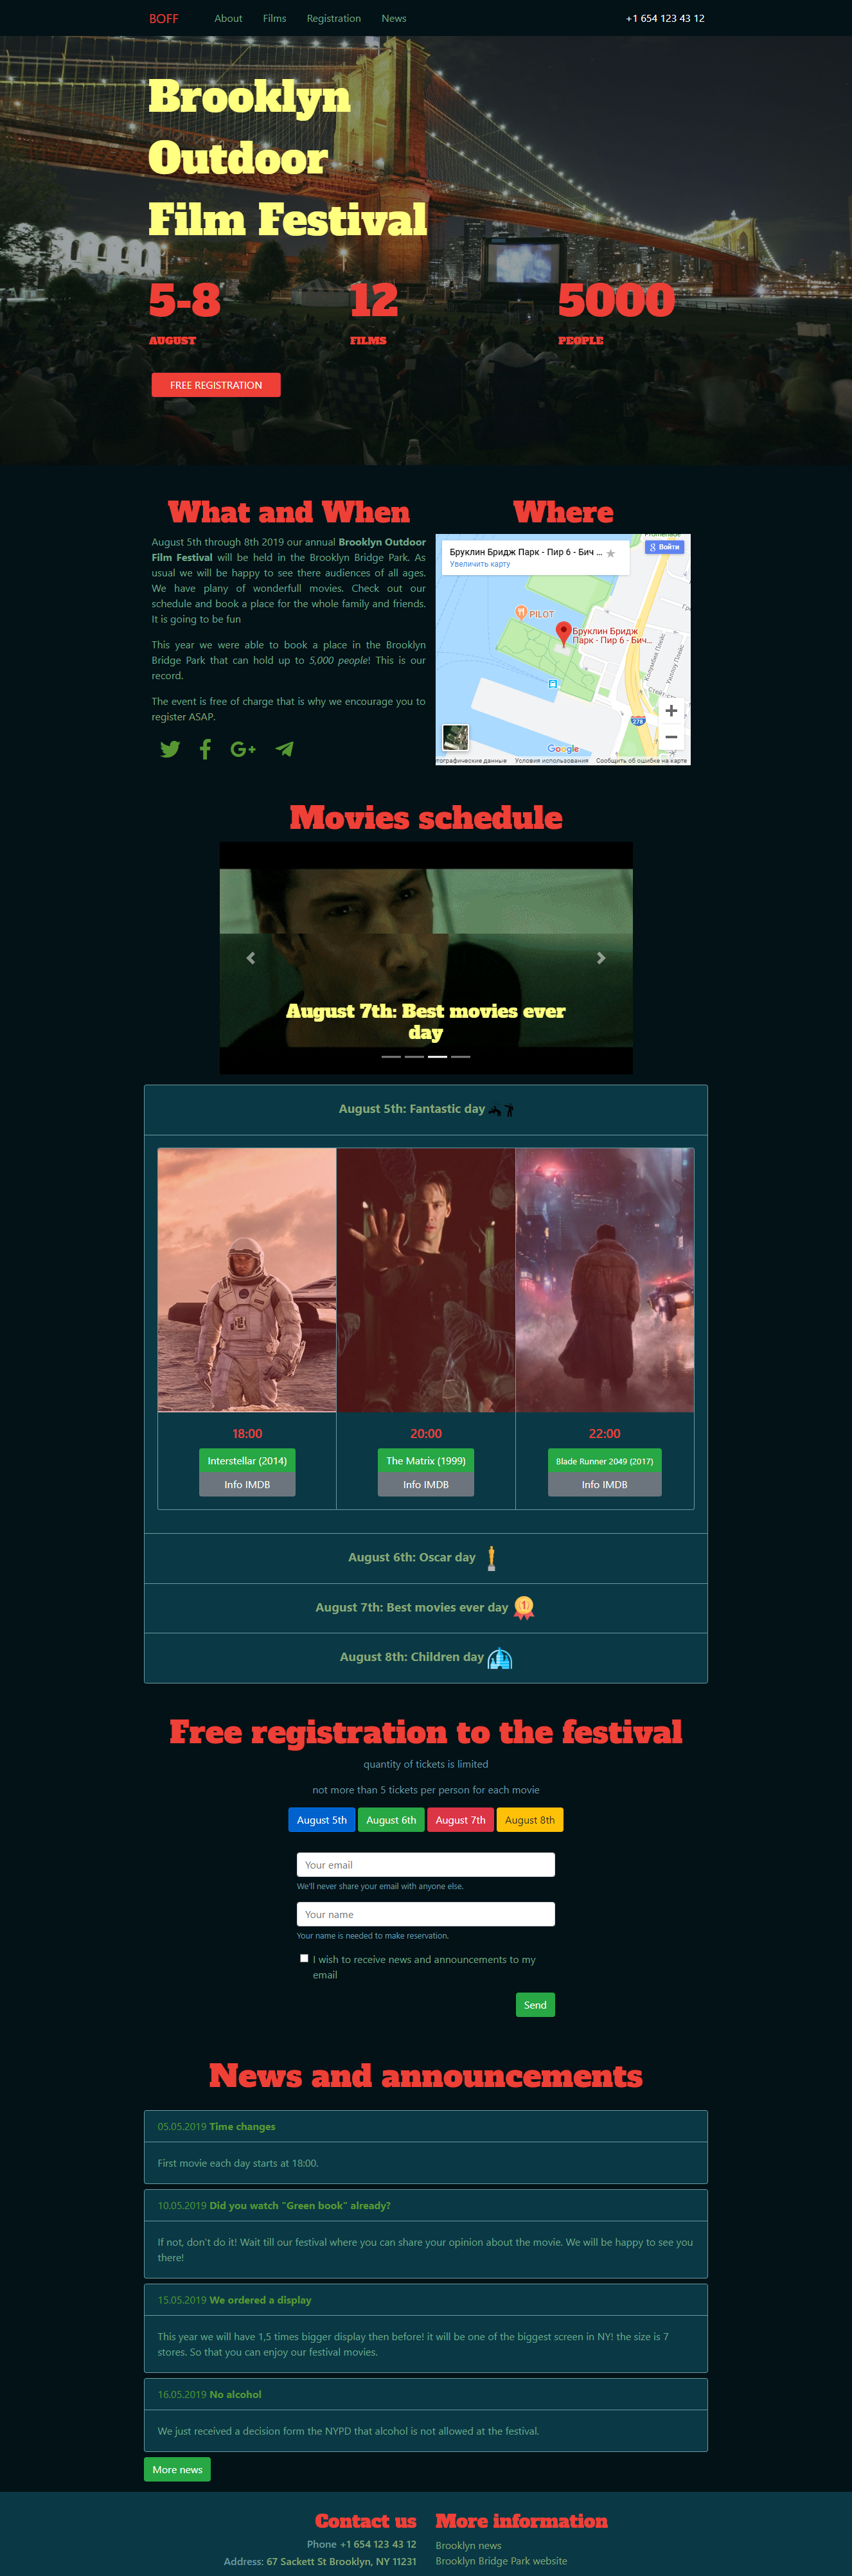 BOFF About Films Registration News +1 654 123 43 12
Brooklyn
Outdoor
Film Festival
5-8 12 5000
AUGUST FILMS PEOPLE
FREE REGISTRATION
What and When
August 5th through 8th 2019 our annual Brooklyn Outdoor
Film Festival will be held in the Brooklyn Bridge Park. As
usual we will be happy to see there audiences of all ages.
We have plany of wonderfull movies. Check out our
schedule and book a place for the whole family and friends.
It is going to be fun
This year we were able to book a place in the Brooklyn
Bridge Park that can hold up to 5,000 people! This is our
record.
The event is free of charge that is why we encourage you to
register ASAP.
Where
Promenade
Бруклин Бридж Парк - Пир 6 - Бич ...
Увеличить карту
Войти
PILOT
Бруклин Бридж
Парк - Пир 6 - Бич...
Колумбия Плейс
Уиллоу Плейс
278
Google
тографические данные Условия использования Сообщить об ошибке на карте
Movies schedule
August 7th: Best movies ever
day
August 5th: Fantastic day
18:00 20:00 22:00
Interstellar (2014) The Matrix (1999) Blade Runner 2049 (2017)
Info IMDB Info IMDB Info IMDB
August 6th: Oscar day
August 7th: Best movies ever day
1
August 8th: Children day
Free registration to the festival
quantity of tickets is limited
not more than 5 tickets per person for each movie
August 5th August 6th August 7th August 8th
Your email
We'll never share your email with anyone else.
Your name
Your name is needed to make reservation.
I wish to receive news and announcements to my
email
Send
News and announcements
05.05.2019 Time changes
First movie each day starts at 18:00.
10.05.2019 Did you watch "Green book" already?
If not, don't do it! Wait till our festival where you can share your opinion about the movie. We will be happy to see you
there!
15.05.2019 We ordered a display
This year we will have 1,5 times bigger display then before! it will be one of the biggest screen in NY! the size is 7
stores. So that you can enjoy our festival movies.
16.05.2019 No alcohol
We just received a decision form the NYPD that alcohol is not allowed at the festival.
More news
Contact us
Phone +1 654 123 43 12
Address: 67 Sackett St Brooklyn, NY 11231
More information
Brooklyn news
Brooklyn Bridge Park website